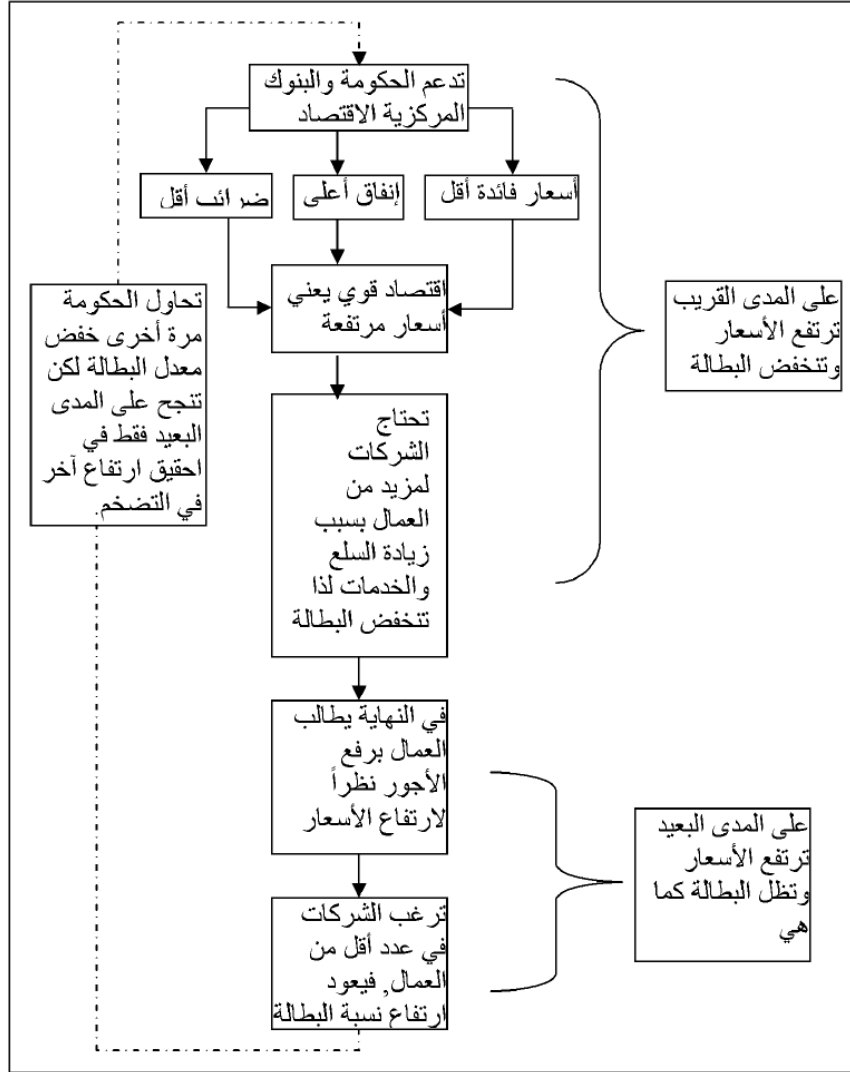 تدعم الحكومة والبنوك
المركزية الاقتصاد
أسعار فائدة أقل
إنفاق أعلى
ضرائب أقل
اقتصاد قوي يعني
أسعار مرتفعة
تحتاج
الشركات
لمزيد من
العمال بسبب
زيادة السلع
والخدمات لذا
تنخفض البطالة
في النهاية يطالب
العمال برفع
الأجور نظراً
لارتفاع الأسعار
ترغب الشركات
في عدد أقل من
العمال, فيعود
ارتفاع نسبة البطالة
على المدى القريب
ترتفع الأسعار
وتنخفض البطالة
على المدى البعيد
ترتفع الأسعار
وتظل البطالة كما
هي
تحاول الحكومة
مرة أخرى خفض
معدل البطالة لكن
تنجح على المدى
البعيد فقط في
احقيق ارتفاع آخر
في التضخم